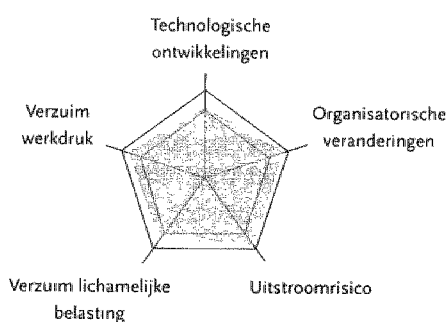 Technologische
ontwikkelingen
Verzuim
werkdruk
Organisatorische
veranderingen
Verzuim lichamelijke
belasting
Uitstroomrisico